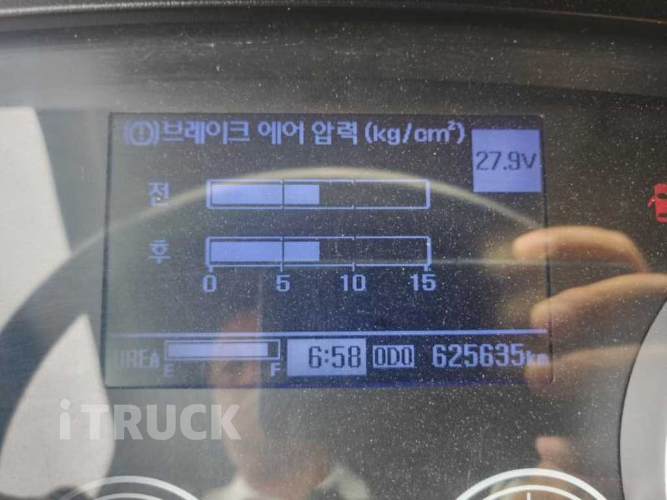 (!)브레이크 에어 압력(kg/cm²)
27.9V
전
후
0 5 10 15
UREA E F 6:58 ODO 625635km
iTRUCK